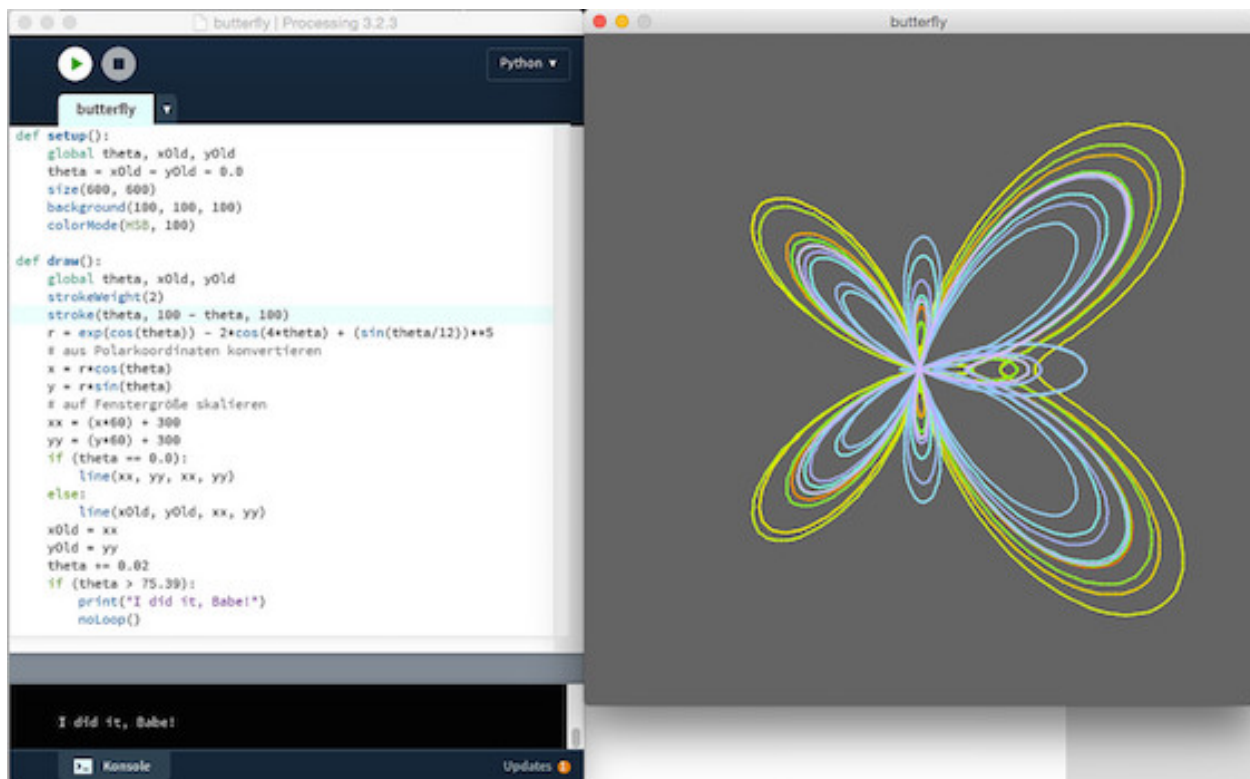 butterfly | Processing 3.2.3
Python ▾
butterfly
def setup():
    global theta, xOld, yOld
    theta = xOld = yOld = 0.0
    size(600, 600)
    background(100, 100, 100)
    colorMode(HSB, 100)
def draw():
    global theta, xOld, yOld
    strokeWeight(2)
    stroke(theta, 100 - theta, 100)
    r = exp(cos(theta)) - 2*cos(4*theta) + (sin(theta/12))**5
    # aus Polarkoordinaten konvertieren
    x = r*cos(theta)
    y = r*sin(theta)
    # auf Fenstergröße skalieren
    xx = (x*60) + 300
    yy = (y*60) + 300
    if (theta == 0.0):
        line(xx, yy, xx, yy)
    else:
        line(xOld, yOld, xx, yy)
    xOld = xx
    yOld = yy
    theta += 0.02
    if (theta > 75.39):
        print("I did it, Babe!")
        noLoop()
I did it, Babe!
Konsole
Updates 1
butterfly